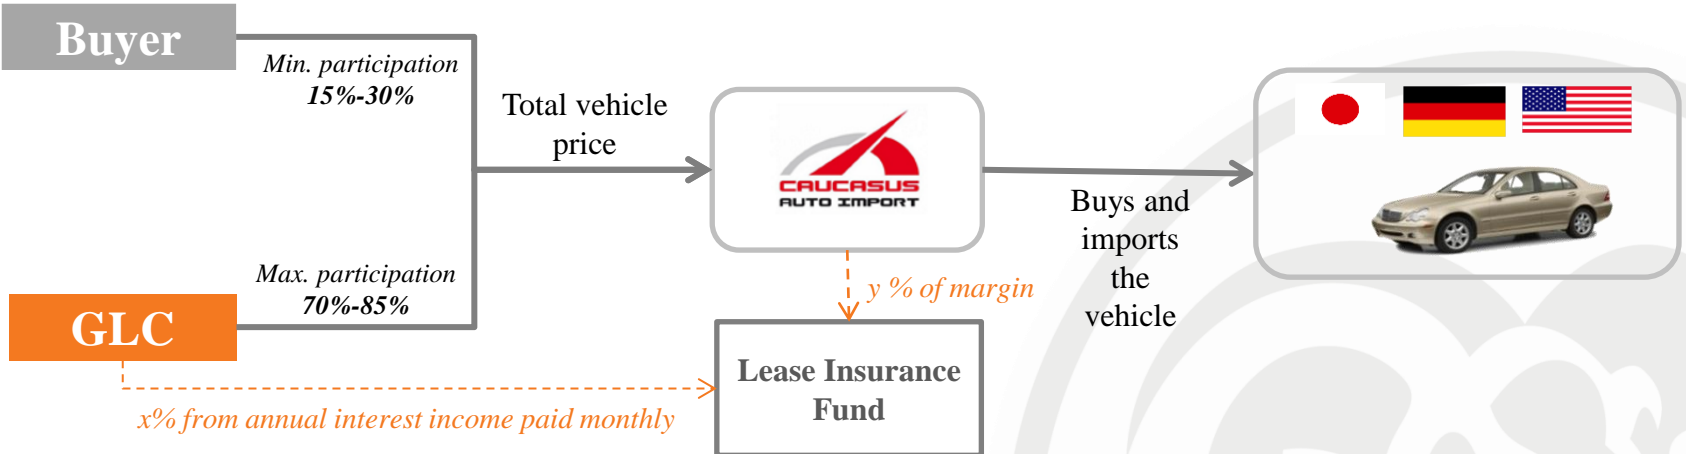 Buyer
Min. participation
15%-30%
Total vehicle
price
CAUCASUS
AUTO IMPORT
Buys and
imports
the
vehicle
Max. participation
70%-85%
GLC
y % of margin
Lease Insurance
Fund
x% from annual interest income paid monthly